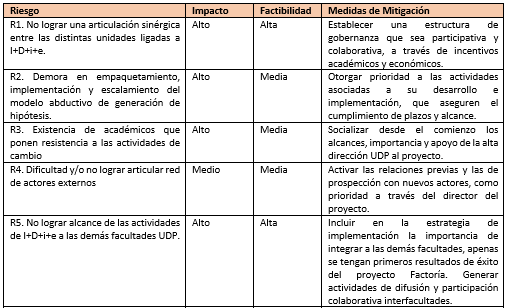 Riesgo Impacto Factibilidad Medidas de Mitigación
R1. No lograr una articulación sinérgica Alto Alta Establecer una estructura de
entre las distintas unidades ligadas a gobernanza que sea participativa y
I+D+i+e. colaborativa, a través de incentivos
académicos y económicos.
R2. Demora en empaquetamiento, Alto Media Otorgar prioridad a las actividades
implementación y escalamiento del asociadas a su desarrollo e
modelo abductivo de generación de implementación, que aseguren el
hipótesis. cumplimiento de plazos y alcance.
R3. Existencia de académicos que Alto Media Socializar desde el comienzo los
ponen resistencia a las actividades de alcances, importancia y apoyo de la alta
cambio dirección UDP al proyecto.
R4. Dificultad y/o no lograr articular red Medio Media Activar las relaciones previas y las de
de actores externos prospección con nuevos actores, como
prioridad a través del director del
proyecto.
R5. No lograr alcance de las actividades Alto Alta Incluir en la estrategia de
de I+D+i+e a las demás facultades UDP. implementación la importancia de
integrar a las demás facultades, apenas
se tengan primeros resultados de éxito
del proyecto Factoría. Generar
actividades de difusión y participación
colaborativa interfacultades.